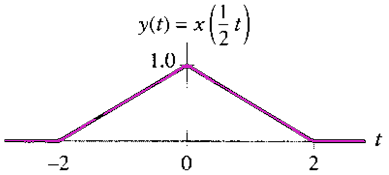 y(t) = x(1/2 t)
1.0
t
–2 0 2